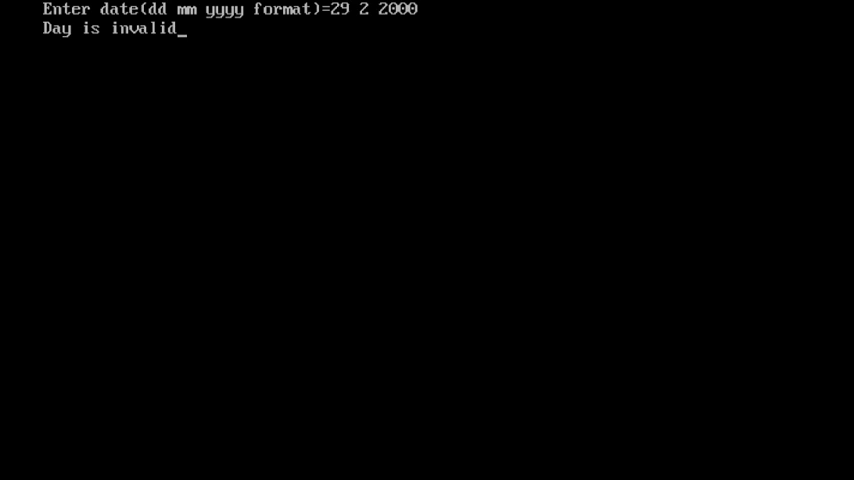 Enter date(dd mm yyyy format)=29 2 2000
Day is invalid_